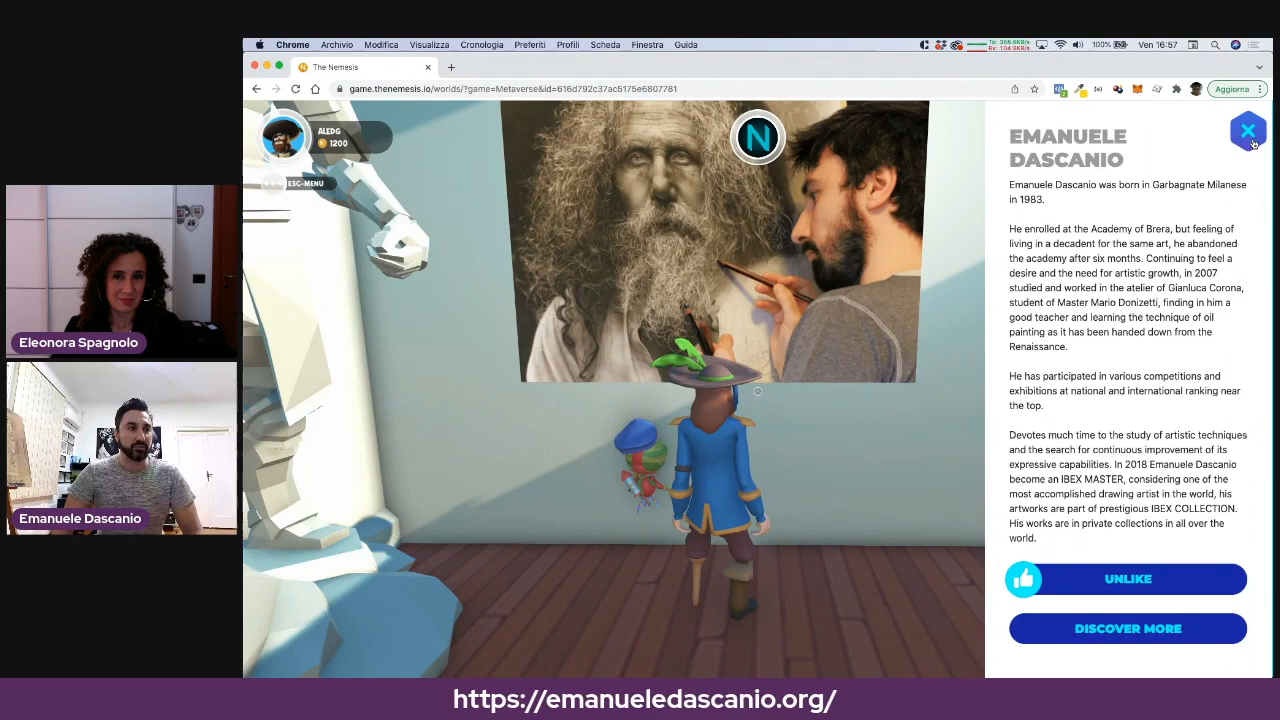 Chrome Archivio Modifica Visualizza Cronologia Preferiti Profili Scheda Finestra Guida
100% Ven 16:57
The Nemesis
game.thenemesis.io/worlds/?game=Metaverse&id=616d792c37ac5175e6807781
Aggiorna
ALEDG
N 1200
ESC-MENU
N
EMANUELE
DASCANIO
Emanuele Dascanio was born in Garbagnate Milanese
in 1983.
He enrolled at the Academy of Brera, but feeling of
living in a decadent for the same art, he abandoned
the academy after six months. Continuing to feel a
desire and the need for artistic growth, in 2007
studied and worked in the atelier of Gianluca Corona,
student of Master Mario Donizetti, finding in him a
good teacher and learning the technique of oil
painting as it has been handed down from the
Renaissance.
He has participated in various competitions and
exhibitions at national and international ranking near
the top.
Devotes much time to the study of artistic techniques
and the search for continuous improvement of its
expressive capabilities. In 2018 Emanuele Dascanio
become an IBEX MASTER, considering one of the
most accomplished drawing artist in the world, his
artworks are part of prestigious IBEX COLLECTION.
His works are in private collections in all over the
world.
UNLIKE
DISCOVER MORE
Eleonora Spagnolo
Emanuele Dascanio
https://emanueledascanio.org/